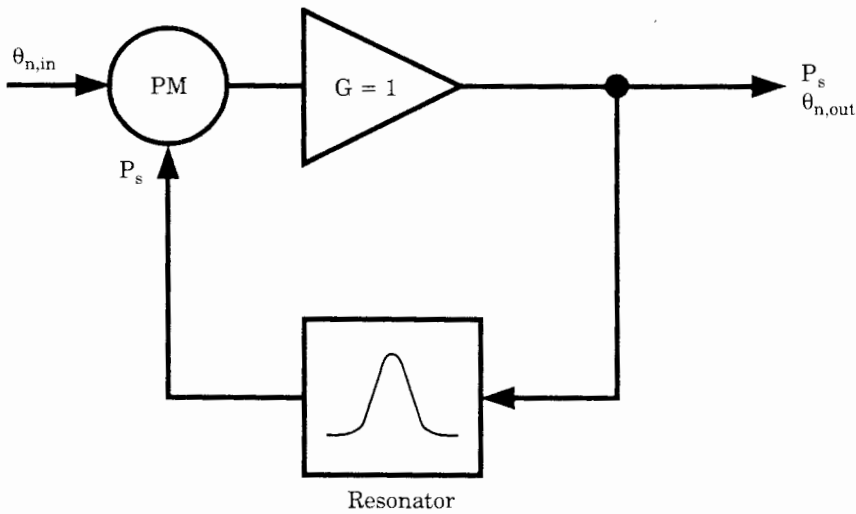 θn,in
PM
G = 1
Ps
θn,out
Ps
Resonator